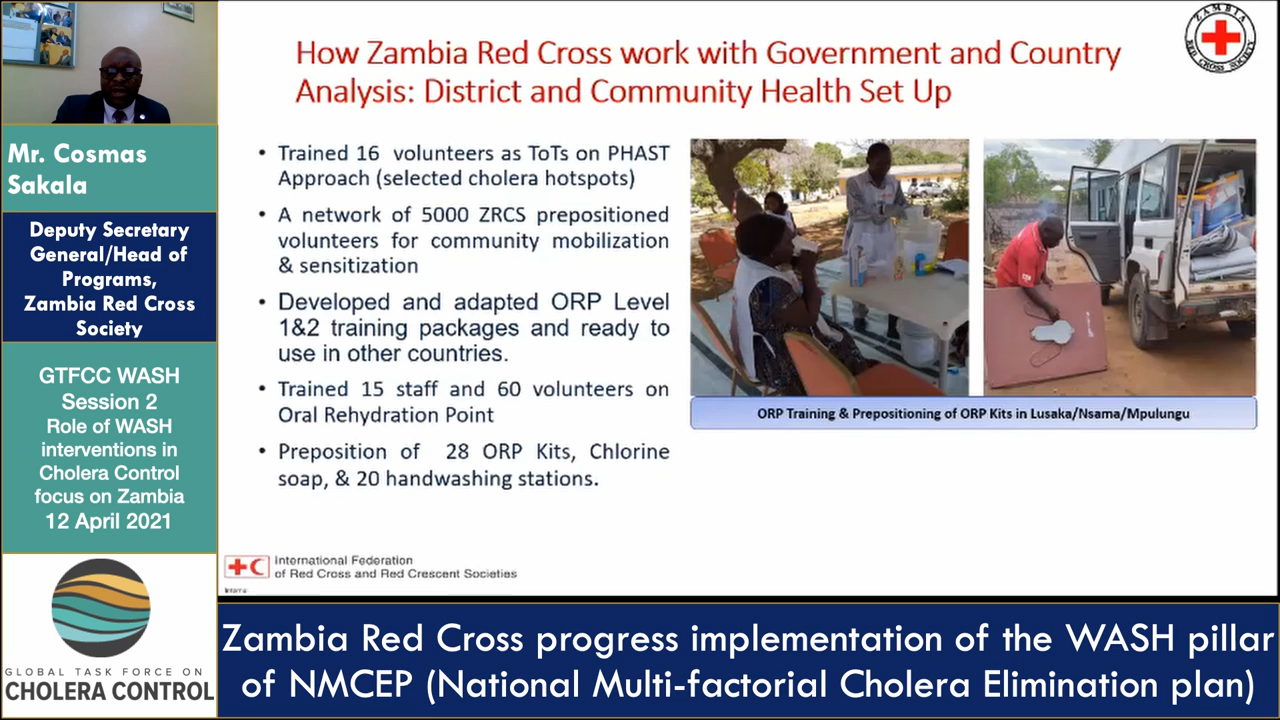 Mr. Cosmas
Sakala
Deputy Secretary
General/Head of
Programs,
Zambia Red Cross
Society
GTFCC WASH
Session 2
Role of WASH
interventions in
Cholera Control
focus on Zambia
12 April 2021
GLOBAL TASK FORCE ON
CHOLERA CONTROL
How Zambia Red Cross work with Government and Country
Analysis: District and Community Health Set Up
ZAMBIA
RED CROSS SOCIETY
• Trained 16 volunteers as ToTs on PHAST
Approach (selected cholera hotspots)
• A network of 5000 ZRCS prepositioned
volunteers for community mobilization
& sensitization
• Developed and adapted ORP Level
1&2 training packages and ready to
use in other countries.
• Trained 15 staff and 60 volunteers on
Oral Rehydration Point
• Preposition of 28 ORP Kits, Chlorine
soap, & 20 handwashing stations.
ORP Training & Prepositioning of ORP Kits in Lusaka/Nsama/Mpulungu
International Federation
of Red Cross and Red Crescent Societies
Zambia Red Cross progress implementation of the WASH pillar
of NMCEP (National Multi-factorial Cholera Elimination plan)